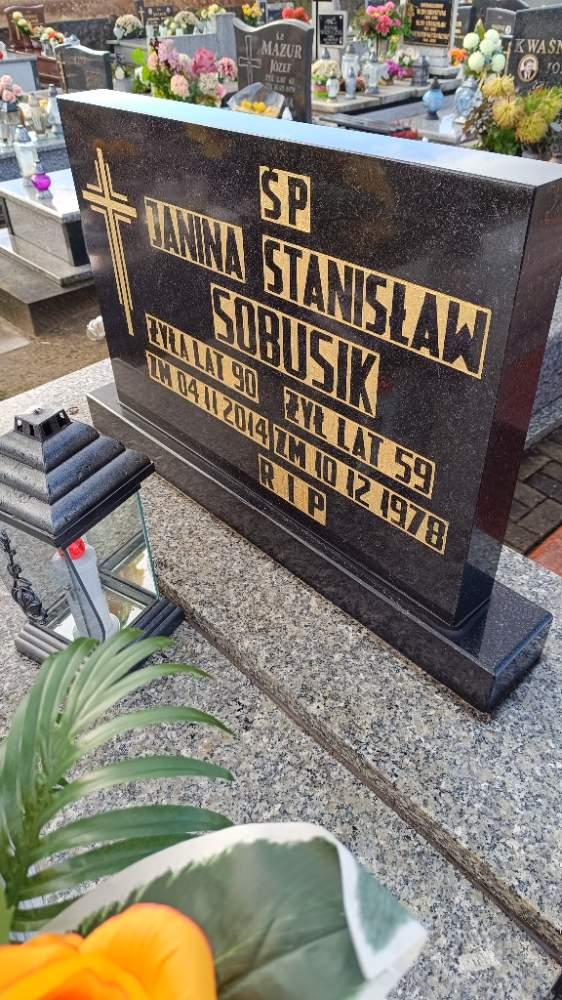 MAZUR
JÓZEF
KWAŚN
SP
JANINA STANISŁAW
SOBUSIK
ŻYŁA LAT 90 ŻYŁ LAT 59
ZM 04 11 2014 ZM 10 12 1978
R I P